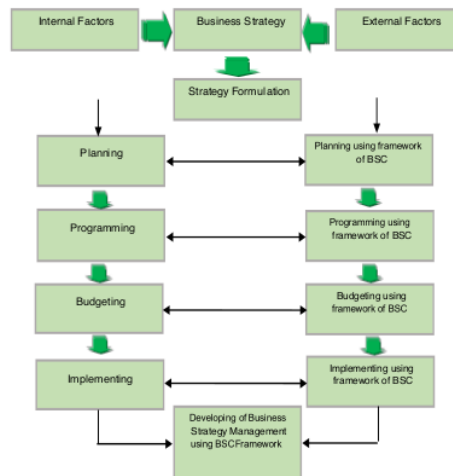 Internal Factors
Business Strategy
External Factors
Strategy Formulation
Planning
Planning using framework
of BSC
Programming
Programming using
framework of BSC
Budgeting
Budgeting using
framework of BSC
Implementing
Implementing using
framework of BSC
Developing of Business
Strategy Management
using BSCFramework